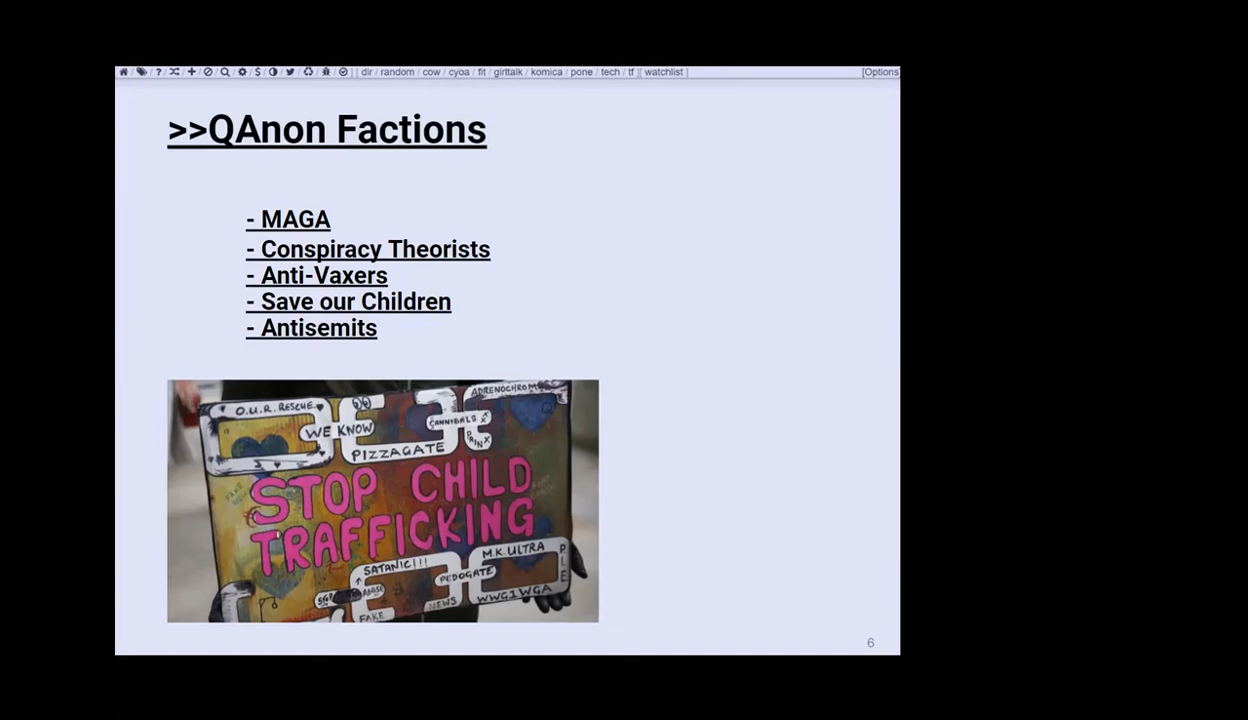 [ dir / random / cow / cyoa / fit / girltalk / komica / pone / tech / tf ][ watchlist ]
[Options
>>QAnon Factions
- MAGA
- Conspiracy Theorists
- Anti-Vaxers
- Save our Children
- Antisemits
ADRENOCHROME
O.U.R. RESCUE
WE KNOW
CANNIBALS
PIZZAGATE
STOP CHILD
TRAFFICKING
M.K. ULTRA
SATANIC!!!
PEDOGATE
WWG1WGA
FAKE
NEWS
6